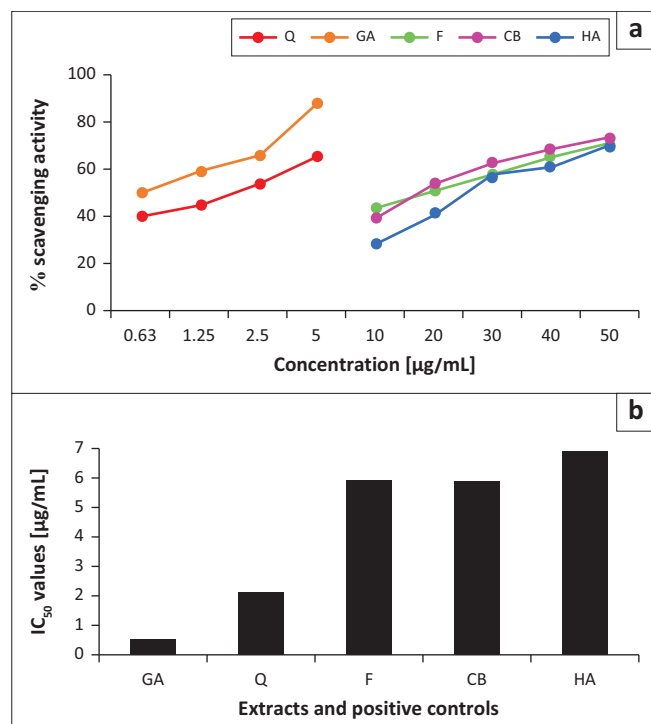 Q GA F CB HA
a
100
80
60
40
20
0
% scavenging activity
0.63 1.25 2.5 5 10 20 30 40 50
Concentration [µg/mL]
b
7
6
5
4
3
2
1
0
IC50 values [µg/mL]
GA Q F CB HA
Extracts and positive controls